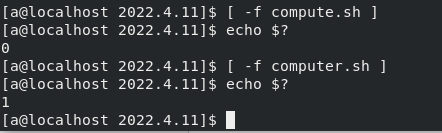 [a@localhost 2022.4.11]$ [ -f compute.sh ]
[a@localhost 2022.4.11]$ echo $?
0
[a@localhost 2022.4.11]$ [ -f computer.sh ]
[a@localhost 2022.4.11]$ echo $?
1
[a@localhost 2022.4.11]$